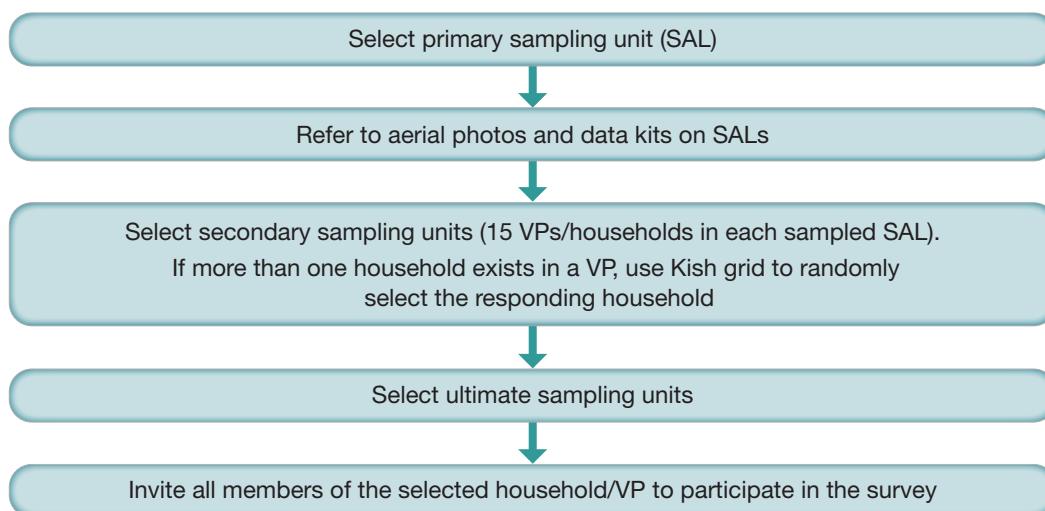 Select primary sampling unit (SAL)
Refer to aerial photos and data kits on SALs
Select secondary sampling units (15 VPs/households in each sampled SAL).
If more than one household exists in a VP, use Kish grid to randomly
select the responding household
Select ultimate sampling units
Invite all members of the selected household/VP to participate in the survey